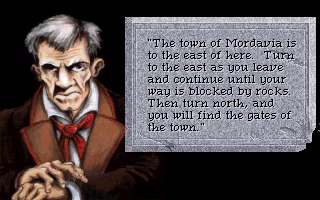 "The town of Mordavia is
to the east of here. Turn
to the east as you leave
and continue until your
way is blocked by rocks.
Then turn north, and
you will find the gates of
the town."